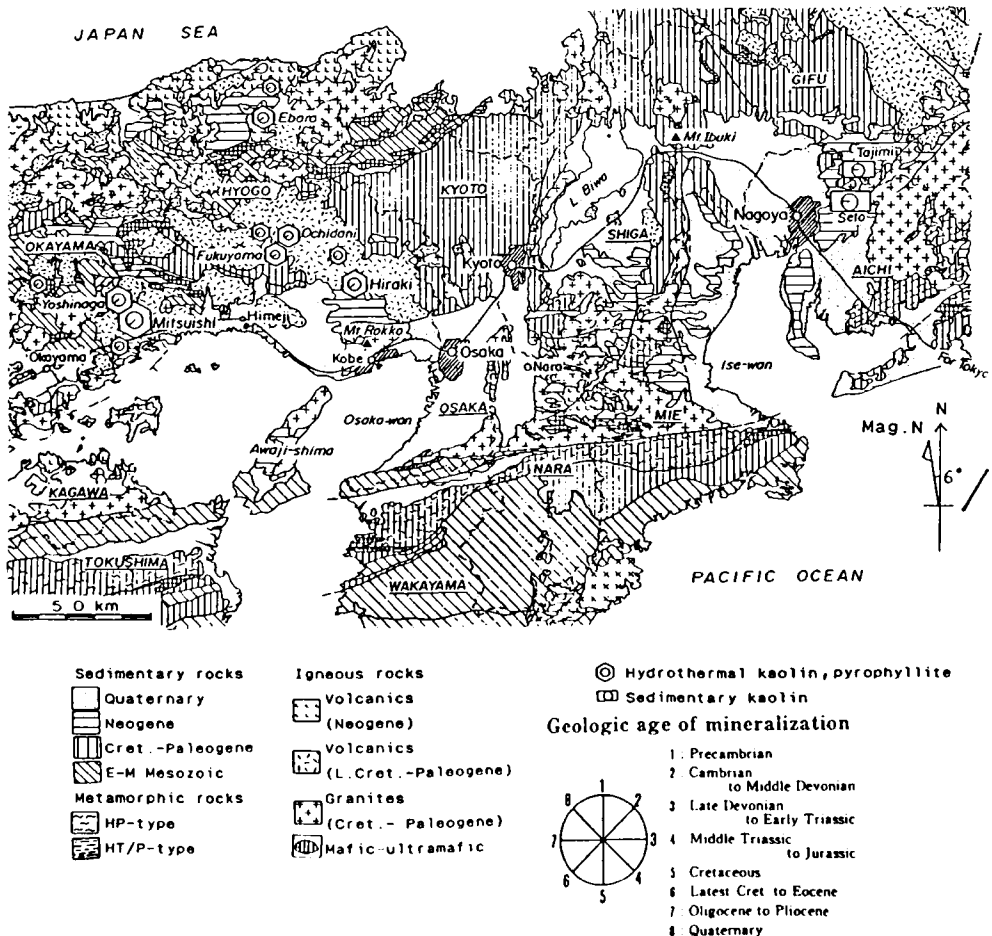 JAPAN SEA
GIFU
Ebara
Mt Ibuki
Tajimi
L. Biwa
HYOGO
KYOTO
Nagoya
Seto
SHIGA
OKAYAMA
Ochidani
Fukuyama
Kyoto
AICHI
Hiraki
Yoshinaga
Mitsuishi
Himeji
Mt Rokko
Okayama
Kobe
Osaka
Nara
Ise-wan
For Tokyo
OSAKA
MIE
Osaka-wan
Awaji-shima
Mag. N
N
6°
NARA
KAGAWA
TOKUSHIMA
WAKAYAMA
PACIFIC OCEAN
50 km
Sedimentary rocks
Quaternary
Neogene
Cret.-Paleogene
E-M Mesozoic
Metamorphic rocks
HP-type
HT/P-type
Igneous rocks
Volcanics
(Neogene)
Volcanics
(L.Cret.-Paleogene)
Granites
(Cret.- Paleogene)
Mafic-ultramafic
Hydrothermal kaolin, pyrophyllite
Sedimentary kaolin
Geologic age of mineralization
1
2
3
4
5
6
7
8
1 : Precambrian
2 : Cambrian
to Middle Devonian
3 Late Devonian
to Early Triassic
4 Middle Triassic
to Jurassic
5 Cretaceous
6 Latest Cret to Eocene
7 : Oligocene to Pliocene
8 : Quaternary